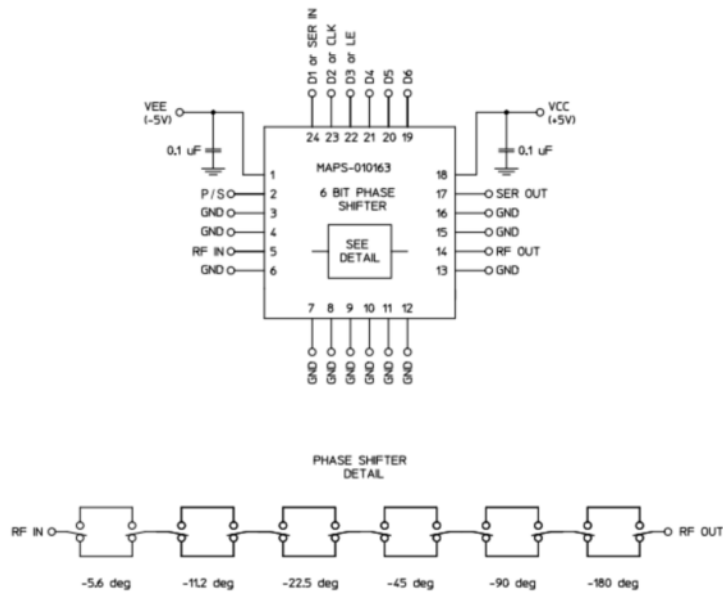 D1 or SER IN
D2 or CLK
D3 or LE
D4
D5
D6
VEE
(-5V)
VCC
(+5V)
0.1 uF
0.1 uF
24 23 22 21 20 19
MAPS-010163
6 BIT PHASE
SHIFTER
SEE
DETAIL
1
P/S 2
GND 3
GND 4
RF IN 5
GND 6
18
17 SER OUT
16 GND
15 GND
14 RF OUT
13 GND
7 8 9 10 11 12
GND GND GND GND GND GND
PHASE SHIFTER
DETAIL
RF IN
RF OUT
-5.6 deg -11.2 deg -22.5 deg -45 deg -90 deg -180 deg